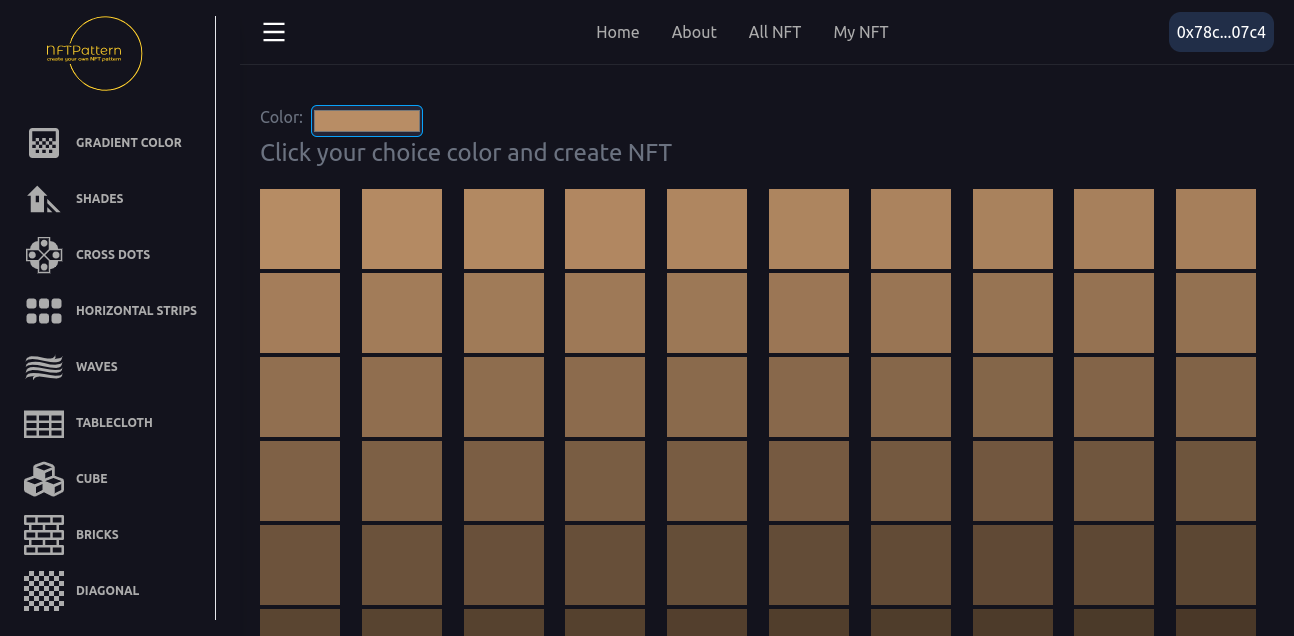 NFTPattern
create your own NFT pattern
GRADIENT COLOR
SHADES
CROSS DOTS
HORIZONTAL STRIPS
WAVES
TABLECLOTH
CUBE
BRICKS
DIAGONAL
Home About All NFT My NFT
0x78c...07c4
Color:
Click your choice color and create NFT